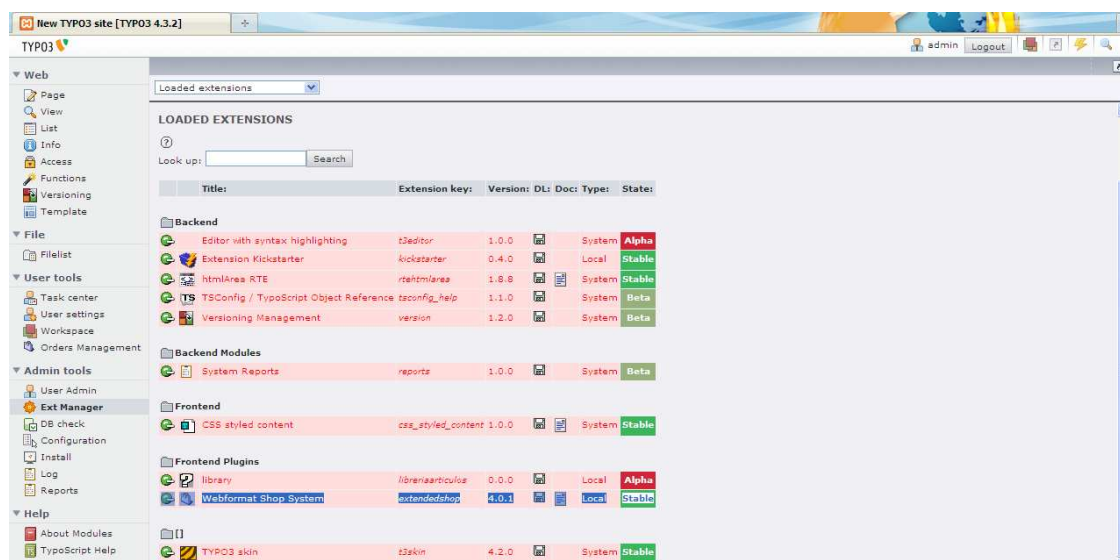 New TYPO3 site [TYPO3 4.3.2]
TYPO3
admin Logout
Web
Page
View
List
Info
Access
Functions
Versioning
Template
File
Filelist
User tools
Task center
User settings
Workspace
Orders Management
Admin tools
User Admin
Ext Manager
DB check
Configuration
Install
Log
Reports
Help
About Modules
TypoScript Help
Loaded extensions
LOADED EXTENSIONS
Look up: Search
Title: Extension key: Version: DL: Doc: Type: State:
Backend
Editor with syntax highlighting t3editor 1.0.0 System Alpha
Extension Kickstarter kickstarter 0.4.0 Local Stable
htmlArea RTE rtehtmlarea 1.8.8 System Stable
TS TSConfig / TypoScript Object Reference tsconfig_help 1.1.0 System Beta
Versioning Management version 1.2.0 System Beta
Backend Modules
System Reports reports 1.0.0 System Beta
Frontend
CSS styled content css_styled_content 1.0.0 System Stable
Frontend Plugins
library libreriaarticulos 0.0.0 Local Alpha
Webformat Shop System extendedshop 4.0.1 Local Stable
[]
TYPO3 skin t3skin 4.2.0 System Stable